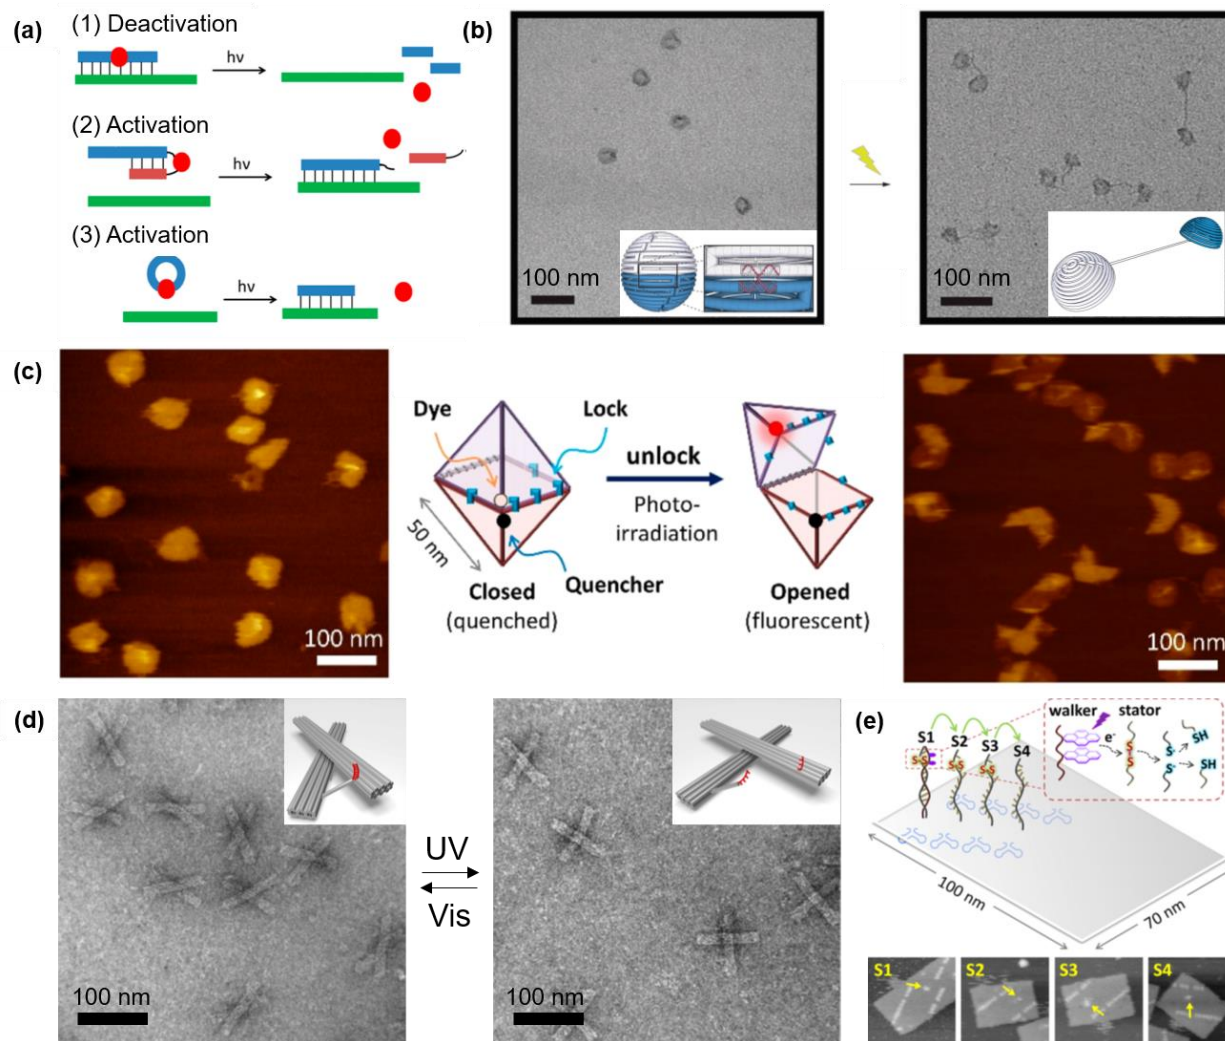 (a)
(1) Deactivation
hν
(2) Activation
hν
(3) Activation
hν
(b)
100 nm
100 nm
(c)
100 nm
Dye
Lock
50 nm
Quencher
Closed
(quenched)
unlock
Photo-
irradiation
Opened
(fluorescent)
100 nm
(d)
100 nm
UV
Vis
100 nm
(e)
S1
S2
S3
S4
S-S
S-S
S-S
walker
stator
e-
S
S
S·
S·
SH
SH
100 nm
70 nm
S1
S2
S3
S4